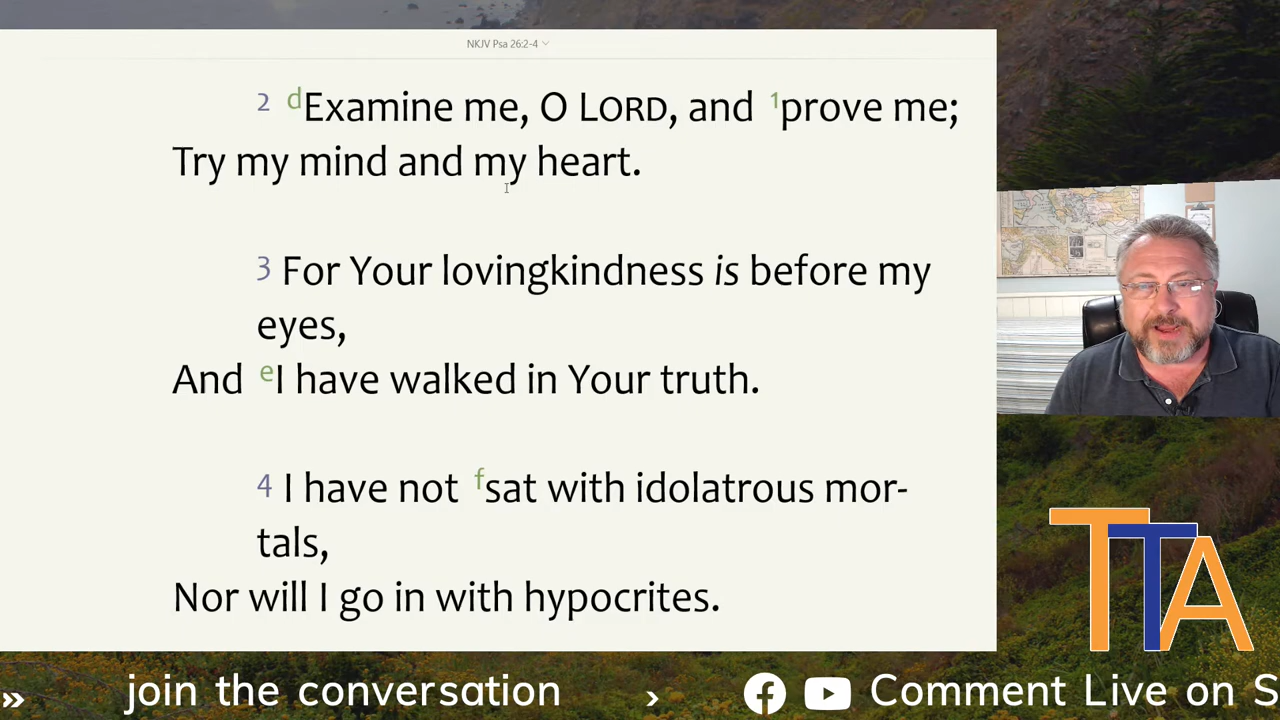 NKJV Psa 26:2-4
2 dExamine me, O LORD, and 1prove me;
Try my mind and my heart.
3 For Your lovingkindness is before my
eyes,
And eI have walked in Your truth.
4 I have not fsat with idolatrous mor-
tals,
Nor will I go in with hypocrites.
TTA
» join the conversation › Comment Live on S